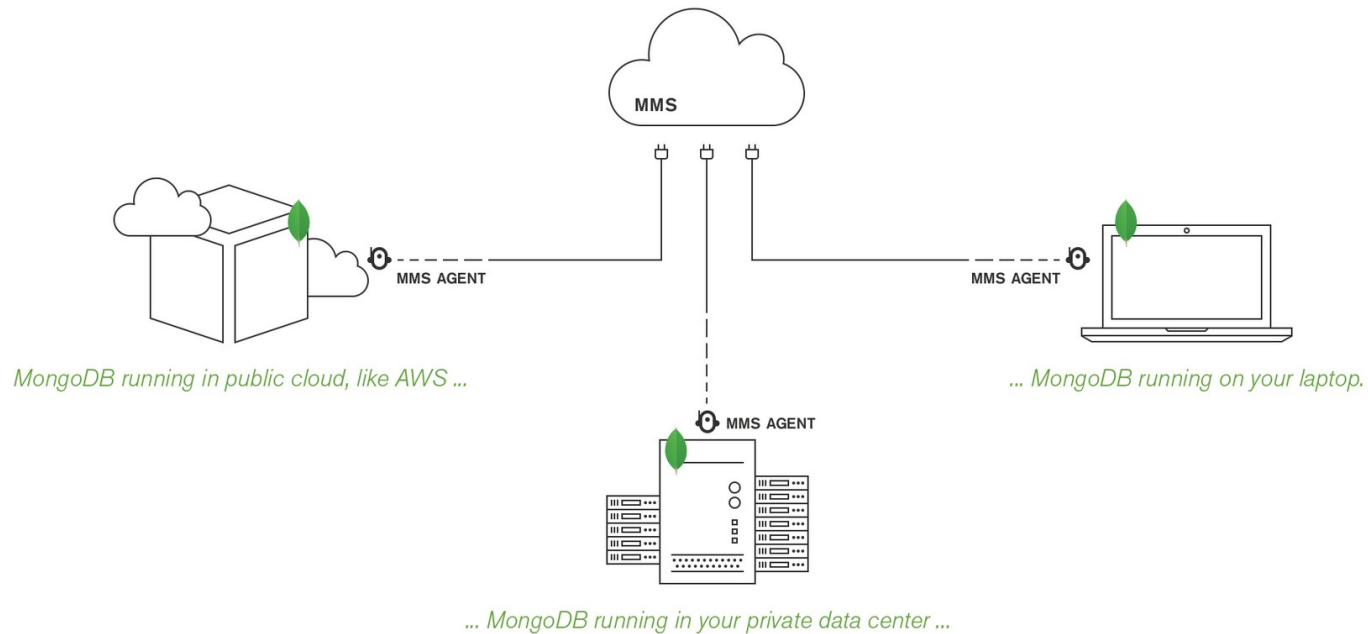 MMS
MMS AGENT
MMS AGENT
MongoDB running in public cloud, like AWS ...
... MongoDB running on your laptop.
MMS AGENT
... MongoDB running in your private data center ...